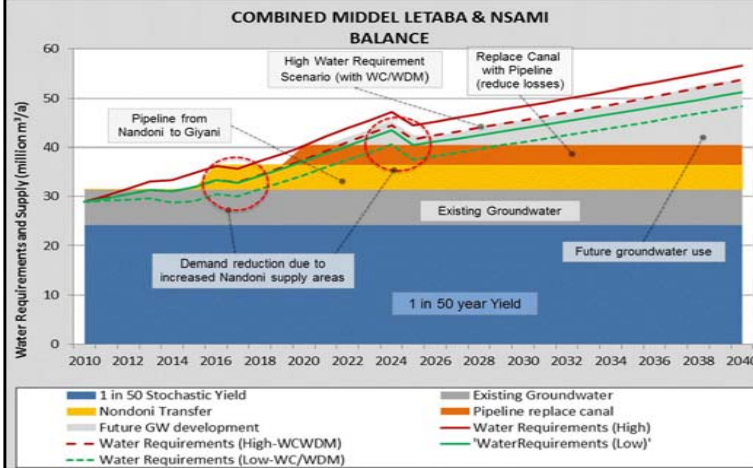 COMBINED MIDDEL LETABA & NSAMI
BALANCE
Water Requirements and Supply (million m³/a)
60
50
40
30
20
10
0
High Water Requirement
Scenario (with WC/WDM)
Replace Canal
with Pipeline
(reduce losses)
Pipeline from
Nandoni to Giyani
Existing Groundwater
Demand reduction due to
increased Nandoni supply areas
Future groundwater use
1 in 50 year Yield
2010 2012 2014 2016 2018 2020 2022 2024 2026 2028 2030 2032 2034 2036 2038 2040
1 in 50 Stochastic Yield
Existing Groundwater
Nondoni Transfer
Pipeline replace canal
Future GW development
Water Requirements (High)
Water Requirements (High-WCWDM)
'WaterRequirements (Low)'
Water Requirements (Low-WC/WDM)